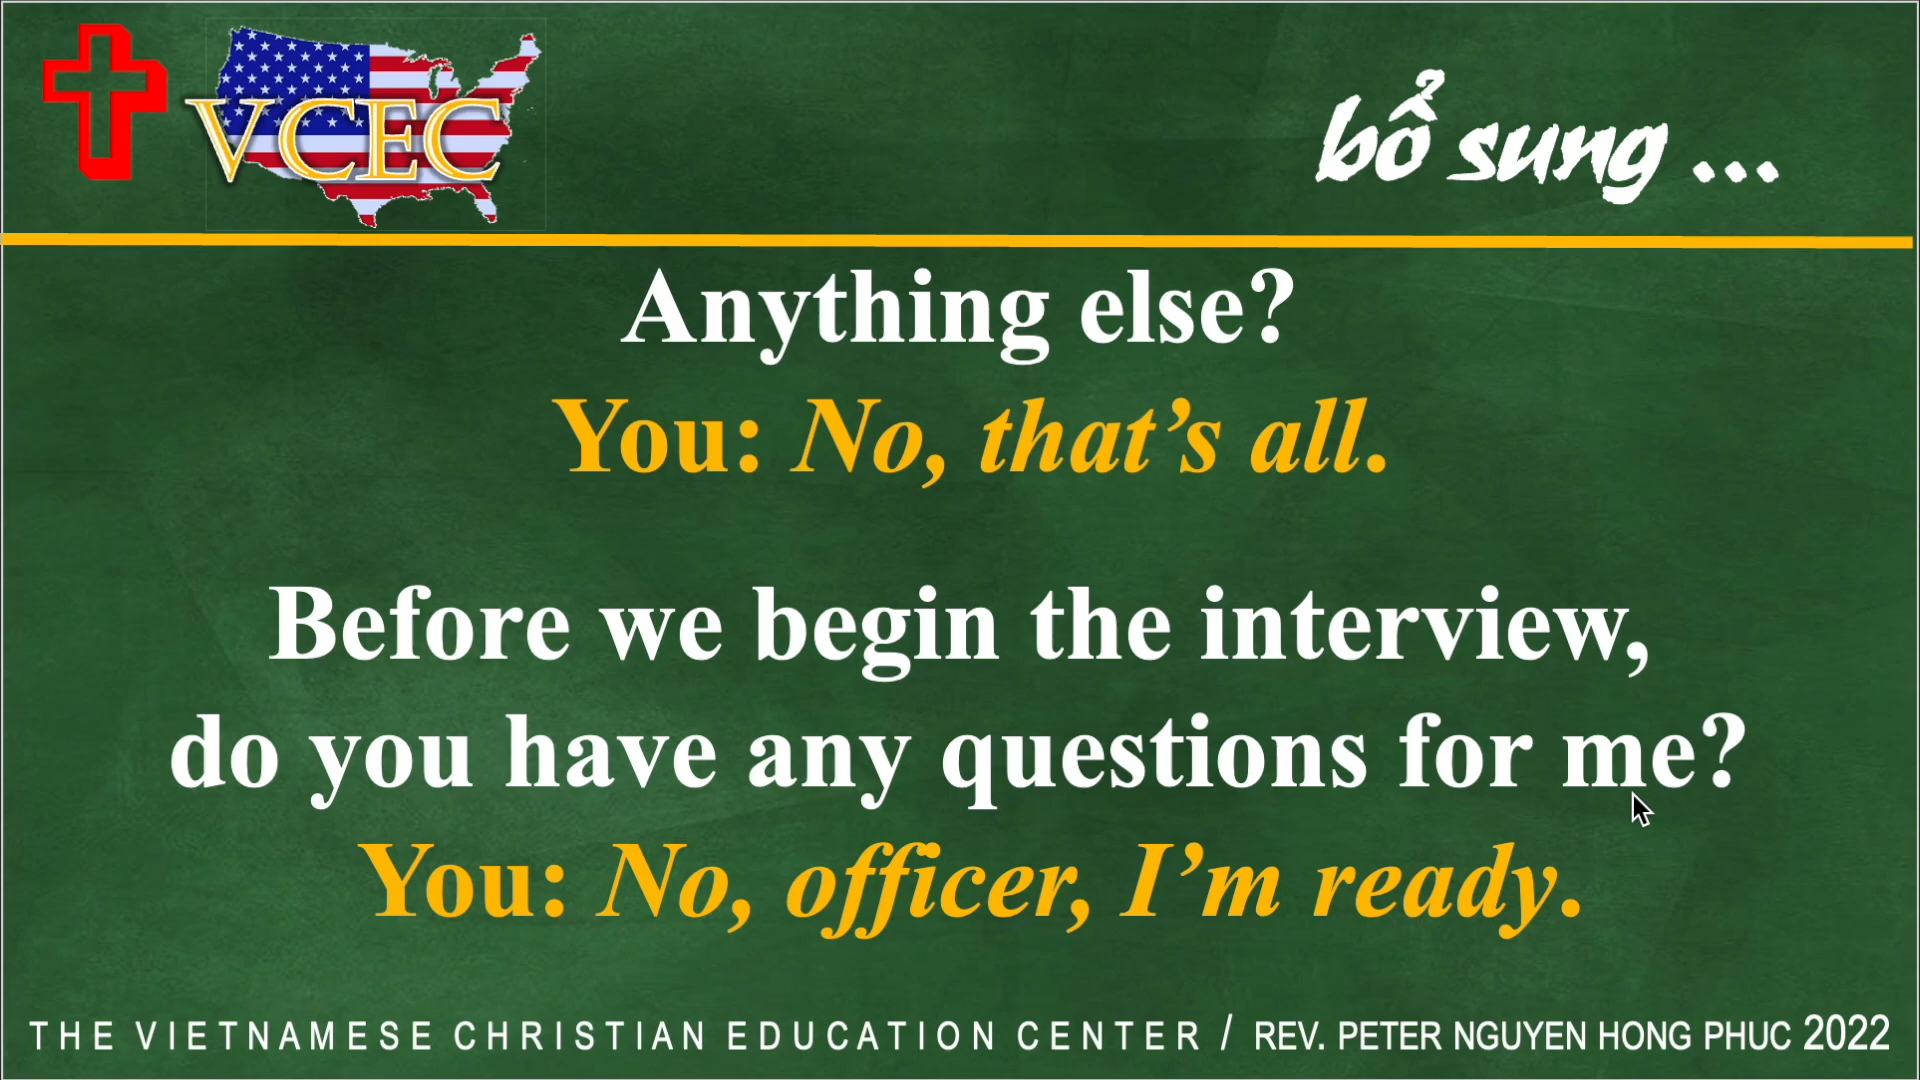 VCEC
bổ sung ...
Anything else?
You: No, that’s all.
Before we begin the interview,
do you have any questions for me?
You: No, officer, I’m ready.
THE VIETNAMESE CHRISTIAN EDUCATION CENTER / REV. PETER NGUYEN HONG PHUC 2022